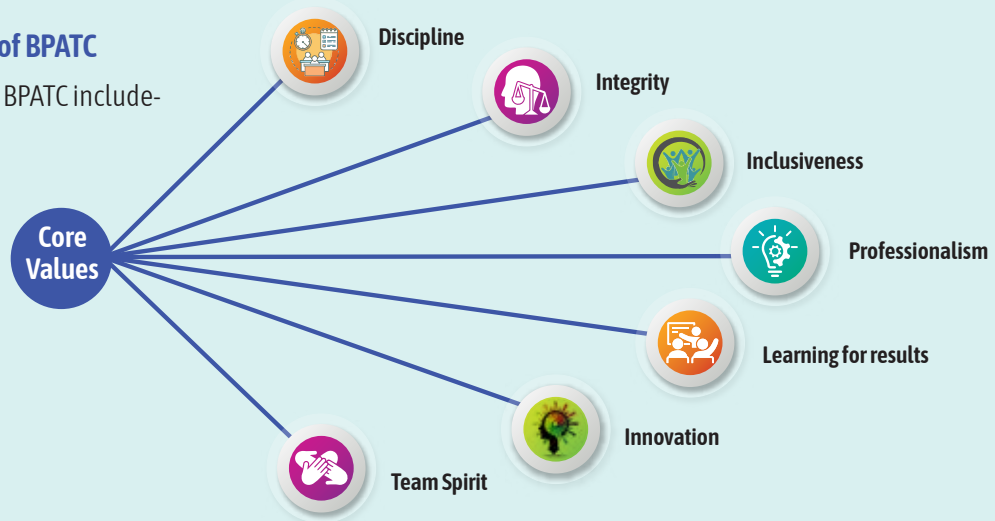 of BPATC
BPATC include-
Core
Values
Discipline
Integrity
Inclusiveness
Professionalism
Learning for results
Innovation
Team Spirit